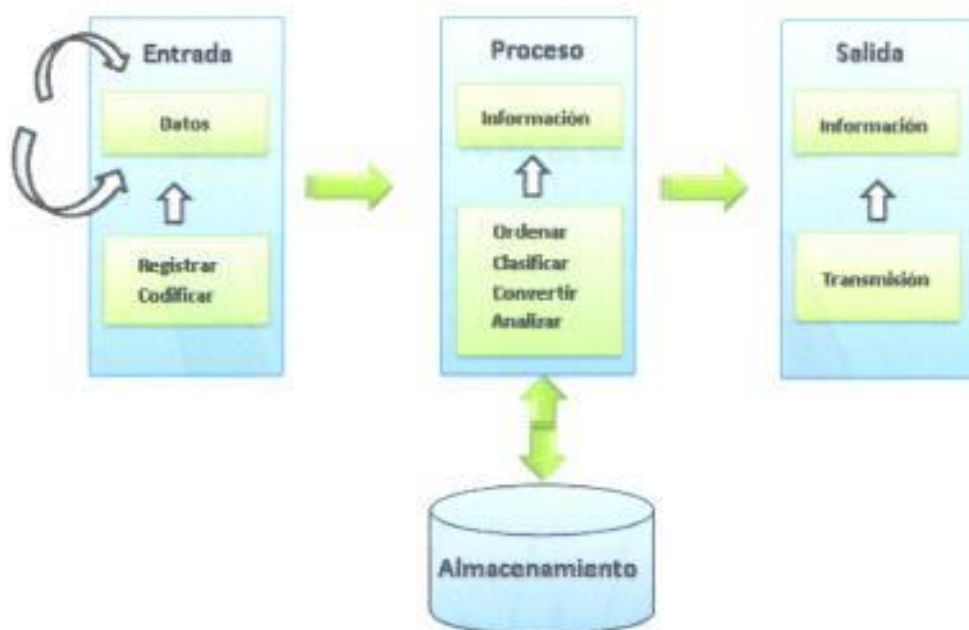 Entrada
Datos
Registrar
Codificar
Proceso
Información
Ordenar
Clasificar
Convertir
Analizar
Salida
Información
Transmisión
Almacenamiento